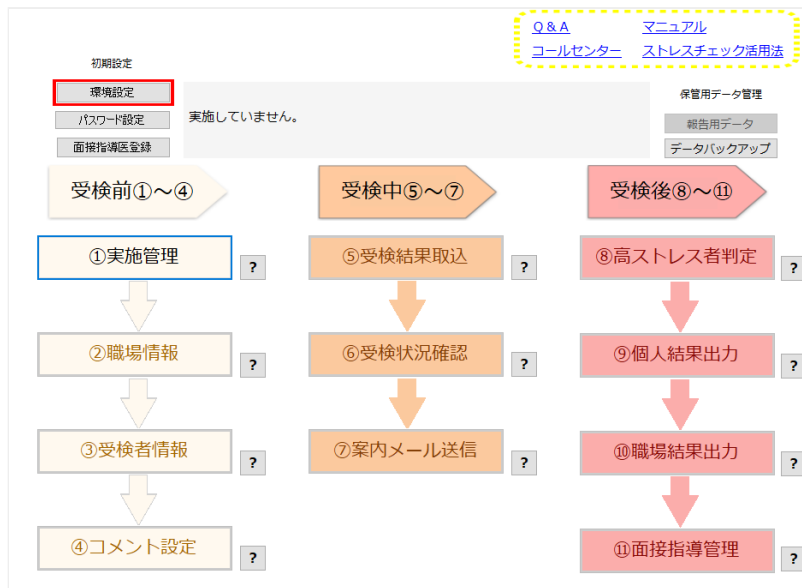 Q & A マニュアル
コールセンター ストレスチェック活用法
初期設定
環境設定
パスワード設定
面接指導医登録
実施していません。
保管用データ管理
報告用データ
データバックアップ
受検前①～④
受検中⑤～⑦
受検後⑧～⑪
①実施管理 ?
⑤受検結果取込 ?
⑧高ストレス者判定 ?
②職場情報 ?
⑥受検状況確認 ?
⑨個人結果出力 ?
③受検者情報 ?
⑦案内メール送信 ?
⑩職場結果出力 ?
④コメント設定 ?
⑪面接指導管理 ?